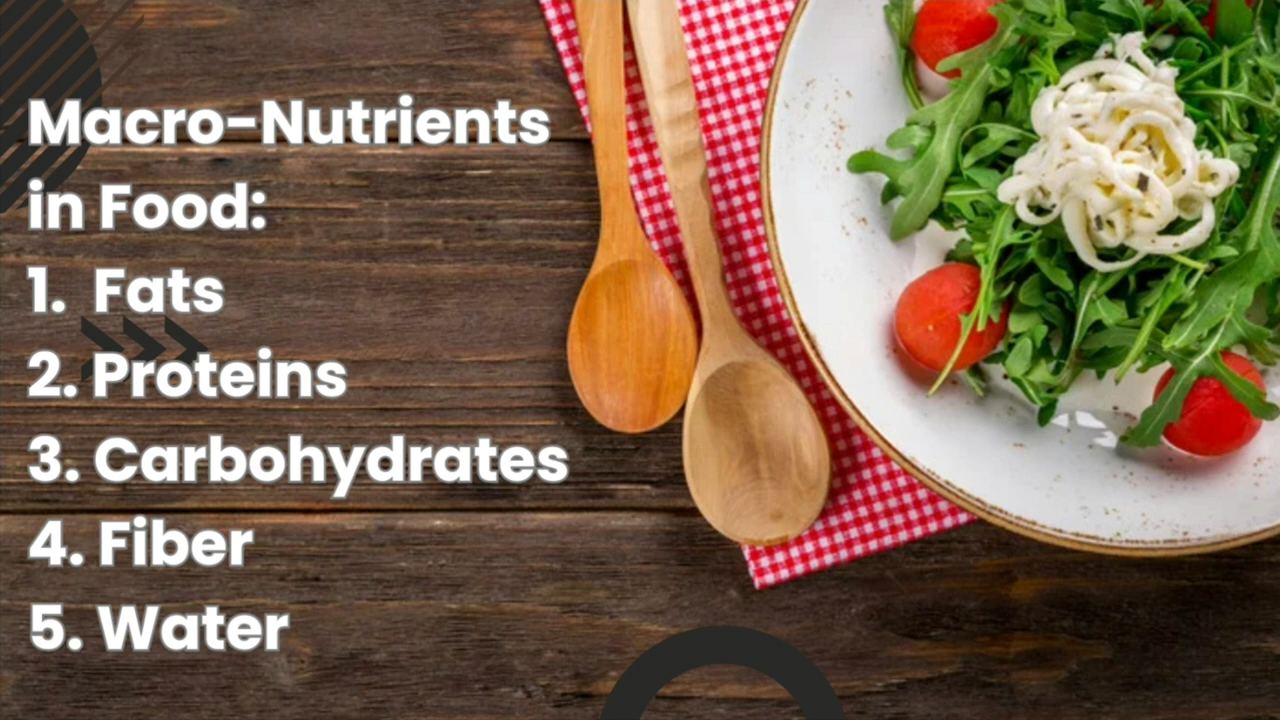 Macro-Nutrients
in Food:
1. Fats
2. Proteins
3. Carbohydrates
4. Fiber
5. Water